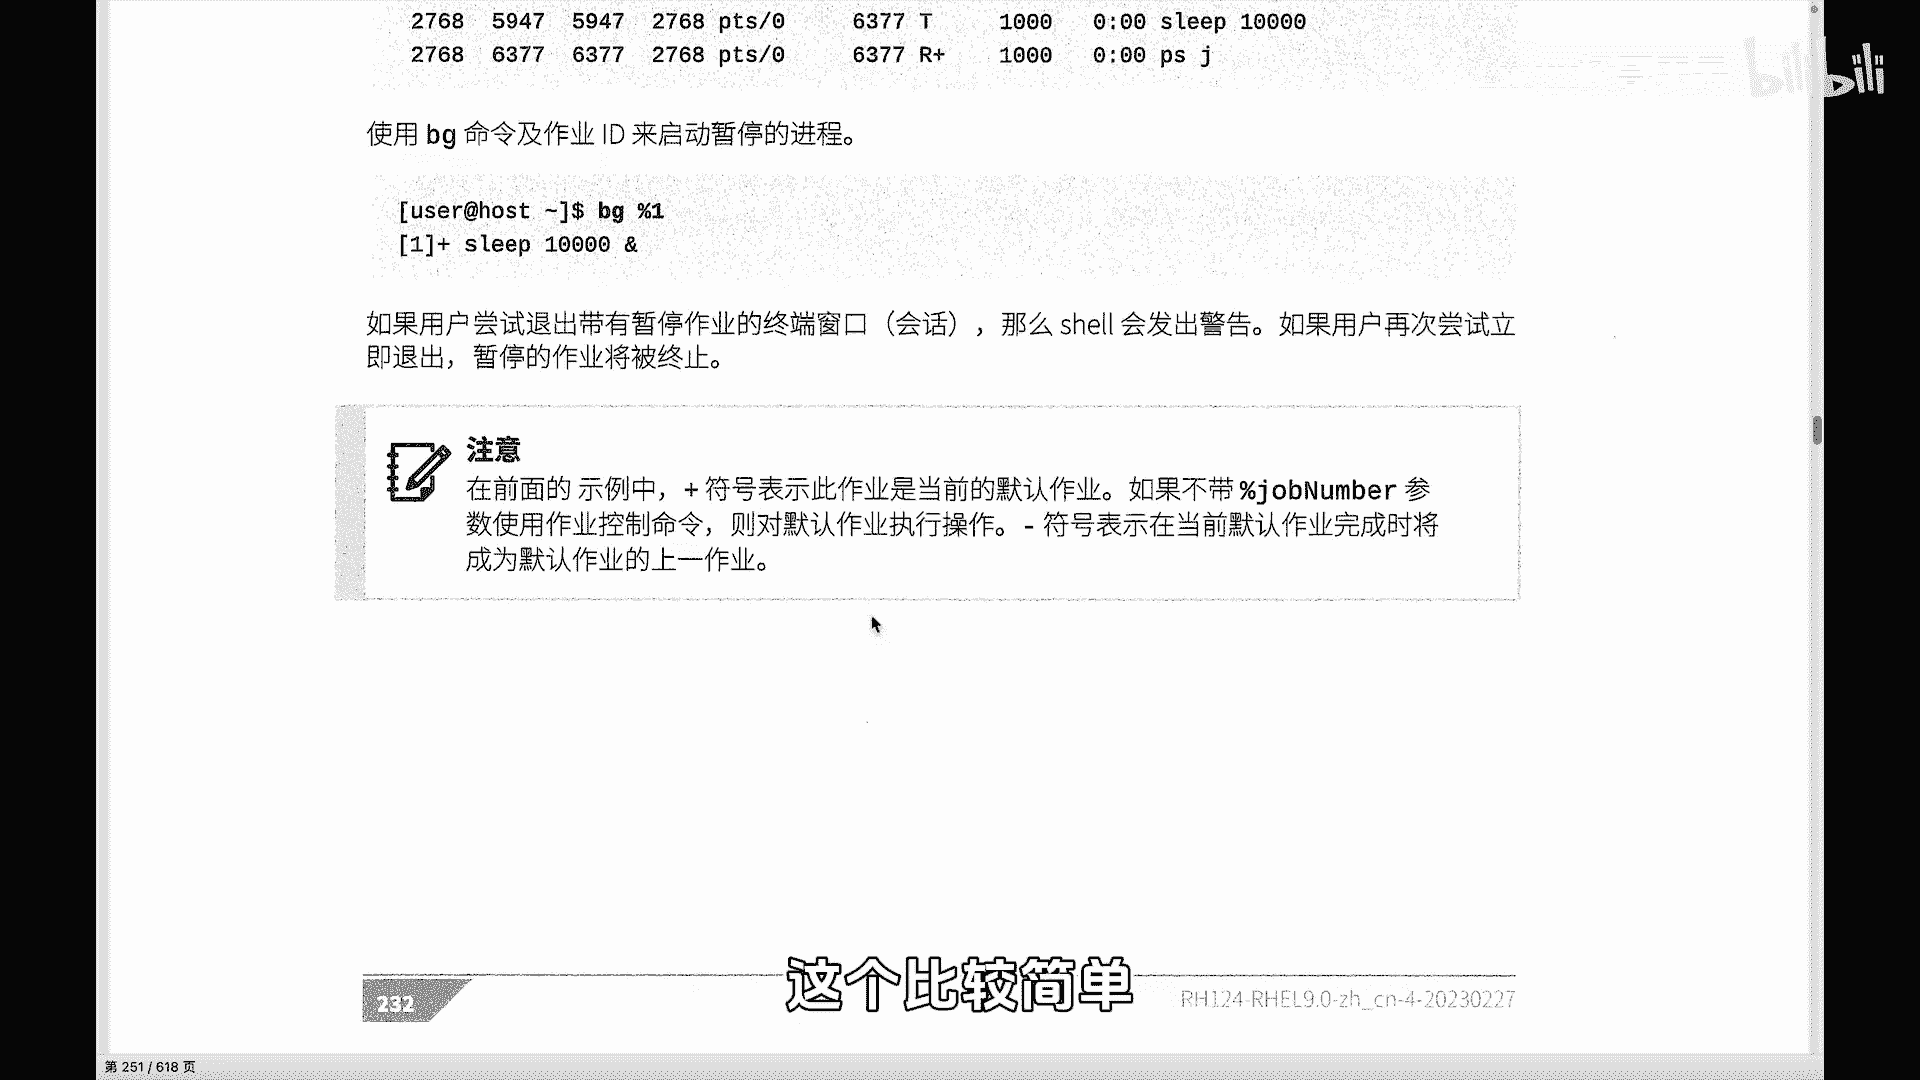 2768 5947 5947 2768 pts/0 6377 T 1000 0:00 sleep 10000
2768 6377 6377 2768 pts/0 6377 R+ 1000 0:00 ps j
bilibili
使用 bg 命令及作业 ID 来启动暂停的进程。
[user@host ~]$ bg %1
[1]+ sleep 10000 &
如果用户尝试退出带有暂停作业的终端窗口（会话），那么 shell 会发出警告。如果用户再次尝试立
即退出，暂停的作业将被终止。
注意
在前面的 示例中，+ 符号表示此作业是当前的默认作业。如果不带 %jobNumber 参
数使用作业控制命令，则对默认作业执行操作。- 符号表示在当前默认作业完成时将
成为默认作业的上一作业。
这个比较简单
232
RH124-RHEL9.0-zh_cn-4-20230227
第 251 / 618 页